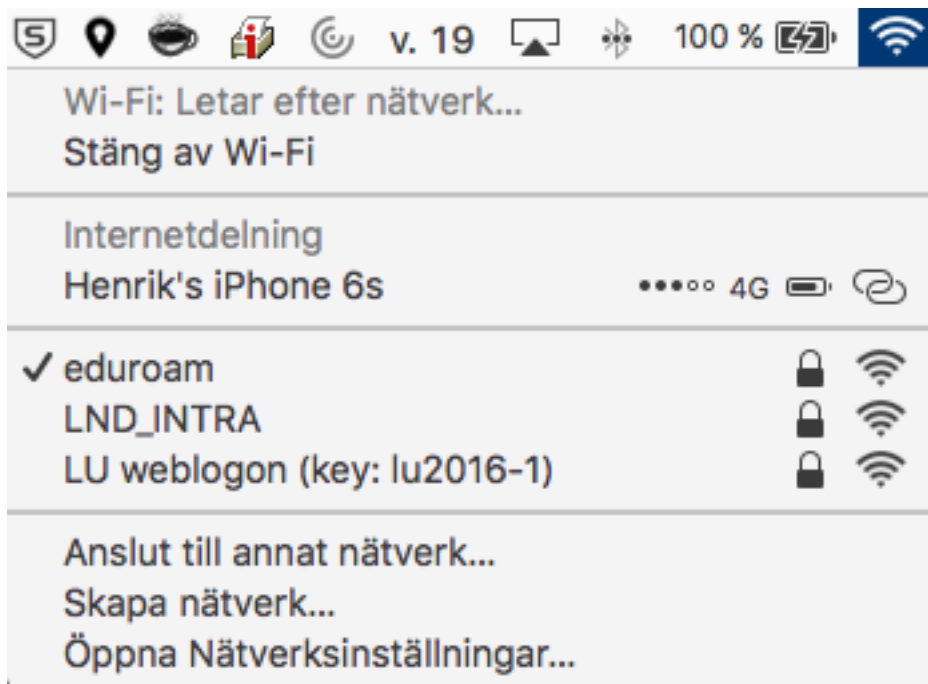 S v. 19 100 %
Wi-Fi: Letar efter nätverk...
Stäng av Wi-Fi
Internetdelning
Henrik's iPhone 6s 4G
eduroam
LND_INTRA
LU weblogon (key: lu2016-1)
Anslut till annat nätverk...
Skapa nätverk...
Öppna Nätverksinställningar...